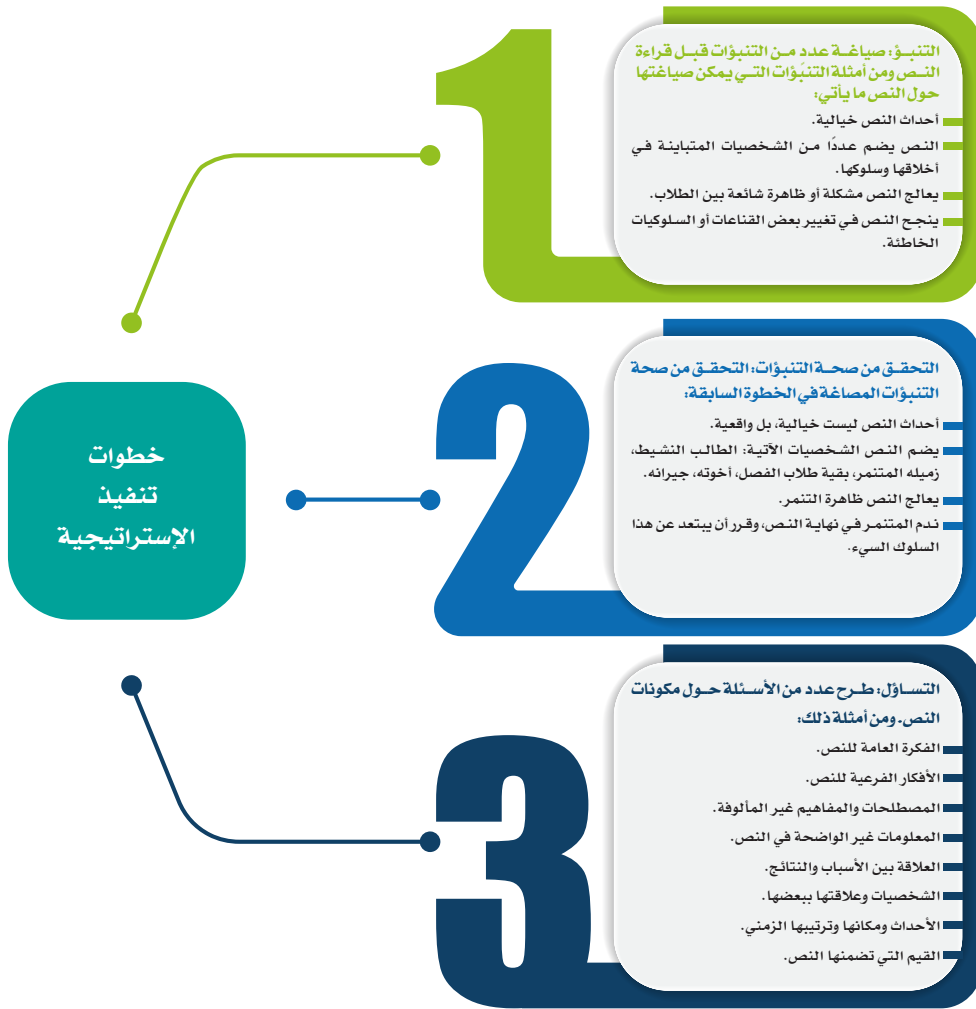 خطوات
تنفيذ
الإستراتيجية
1
التنبؤ: صياغة عدد من التنبؤات قبل قراءة
النص ومن أمثلة التنبَؤات التي يمكن صياغتها
حول النص ما يأتي:
أحداث النص خيالية.
النص يضم عددًا من الشخصيات المتباينة في
أخلاقها وسلوكها.
يعالج النص مشكلة أو ظاهرة شائعة بين الطلاب.
ينجح النص في تغيير بعض القناعات أو السلوكيات
الخاطئة.
2
التحقق من صحة التنبؤات: التحقق من صحة
التنبؤات المصاغة في الخطوة السابقة:
أحداث النص ليست خيالية، بل واقعية.
يضم النص الشخصيات الآتية: الطالب النشيط،
زميله المتنمر، بقية طلاب الفصل، أخوته، جيرانه.
يعالج النص ظاهرة التنمر.
ندم المتنمر في نهاية النص، وقرر أن يبتعد عن هذا
السلوك السيء.
3
التساؤل: طرح عدد من الأسئلة حول مكونات
النص. ومن أمثلة ذلك:
الفكرة العامة للنص.
الأفكار الفرعية للنص.
المصطلحات والمفاهيم غير المألوفة.
المعلومات غير الواضحة في النص.
العلاقة بين الأسباب والنتائج.
الشخصيات وعلاقتها ببعضها.
الأحداث ومكانها وترتيبها الزمني.
القيم التي تضمنها النص.